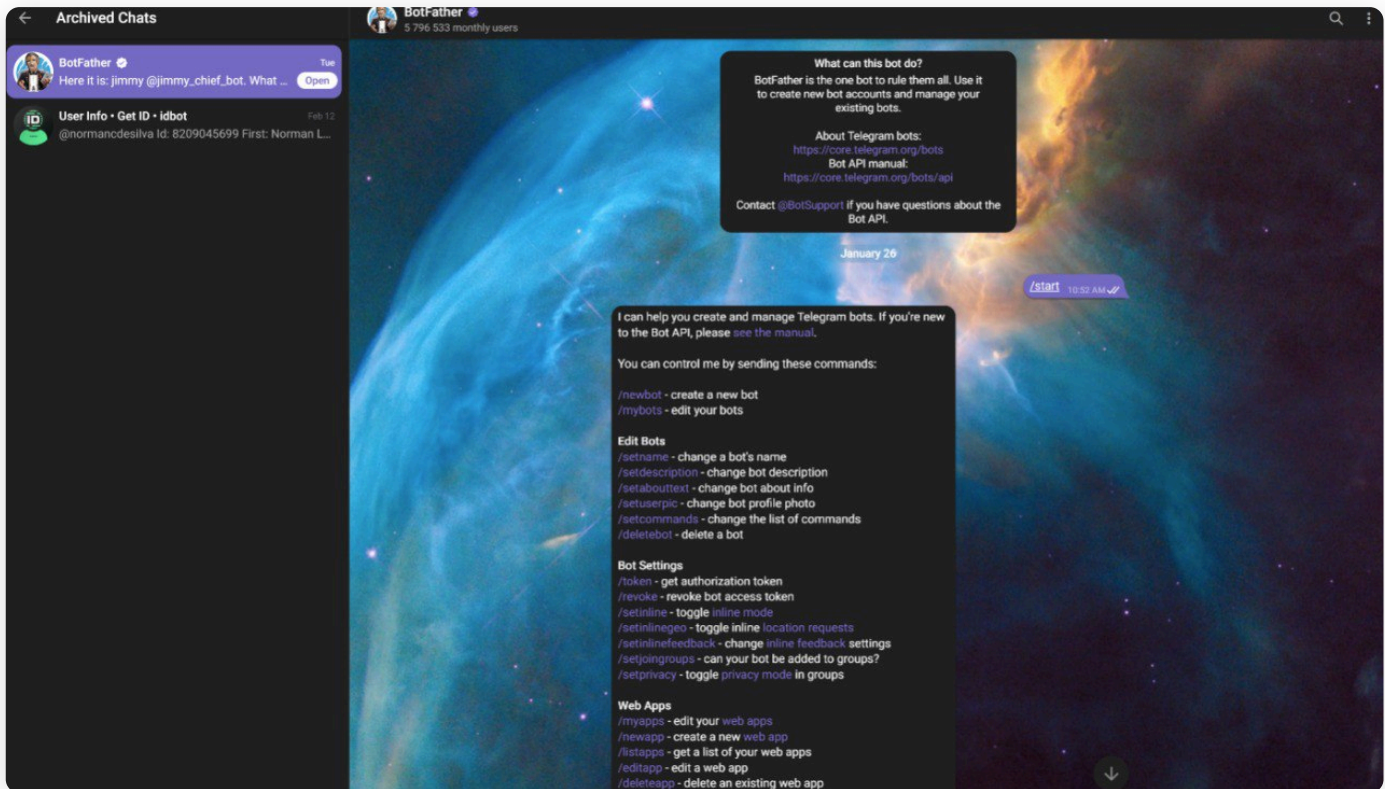 Archived Chats
BotFather
Tue
Here it is: jimmy @jimmy_chief_bot. What ...
Open
User Info • Get ID • idbot
Feb 12
@normancdesilva Id: 8209045699 First: Norman L...
BotFather
5 796 533 monthly users
What can this bot do?
BotFather is the one bot to rule them all. Use it
to create new bot accounts and manage your
existing bots.
About Telegram bots:
https://core.telegram.org/bots
Bot API manual:
https://core.telegram.org/bots/api
Contact @BotSupport if you have questions about the
Bot API.
January 26
/start 10:52 AM
I can help you create and manage Telegram bots. If you're new
to the Bot API, please see the manual.
You can control me by sending these commands:
/newbot - create a new bot
/mybots - edit your bots
Edit Bots
/setname - change a bot's name
/setdescription - change bot description
/setabouttext - change bot about info
/setuserpic - change bot profile photo
/setcommands - change the list of commands
/deletebot - delete a bot
Bot Settings
/token - get authorization token
/revoke - revoke bot access token
/setinline - toggle inline mode
/setinlinegeo - toggle inline location requests
/setinlinefeedback - change inline feedback settings
/setjoingroups - can your bot be added to groups?
/setprivacy - toggle privacy mode in groups
Web Apps
/myapps - edit your web apps
/newapp - create a new web app
/listapps - get a list of your web apps
/editapp - edit a web app
/deleteapp - delete an existing web app